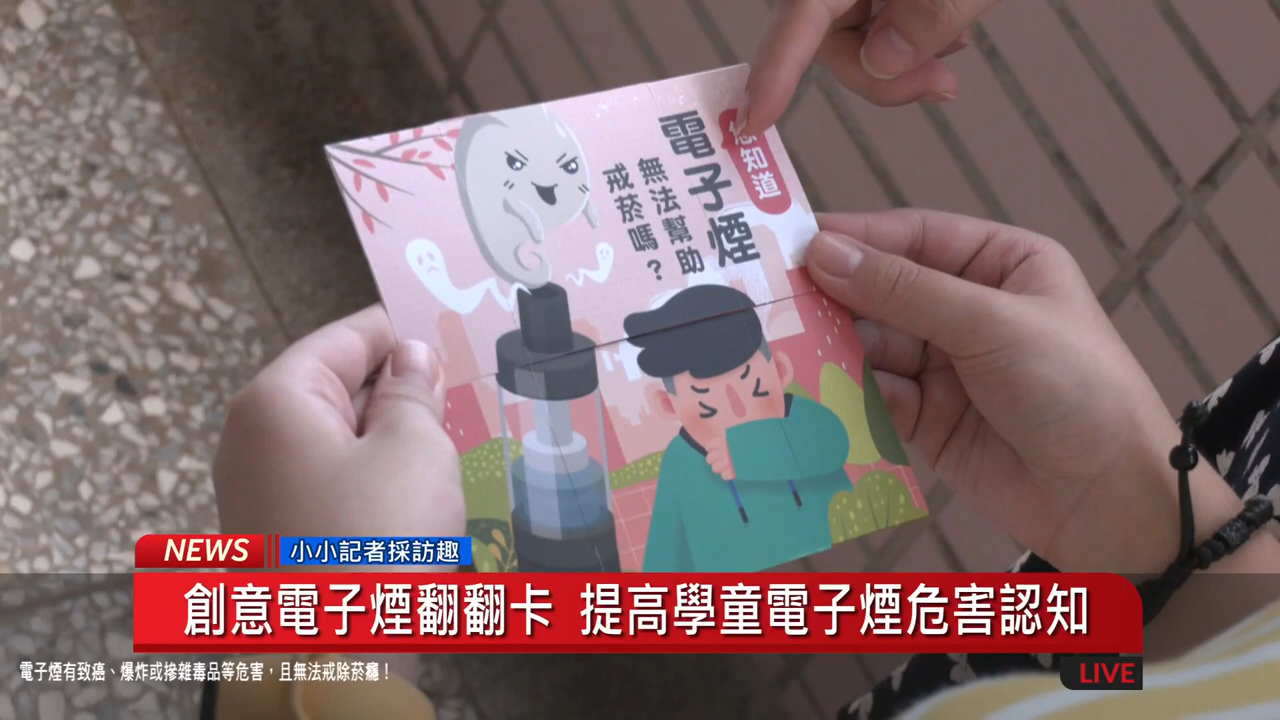 您知道
電子煙
無法幫助
戒菸嗎？
NEWS
小小記者採訪趣
創意電子煙翻翻卡 提高學童電子煙危害認知
LIVE
電子煙有致癌、爆炸或摻雜毒品等危害，且無法戒除菸癮！